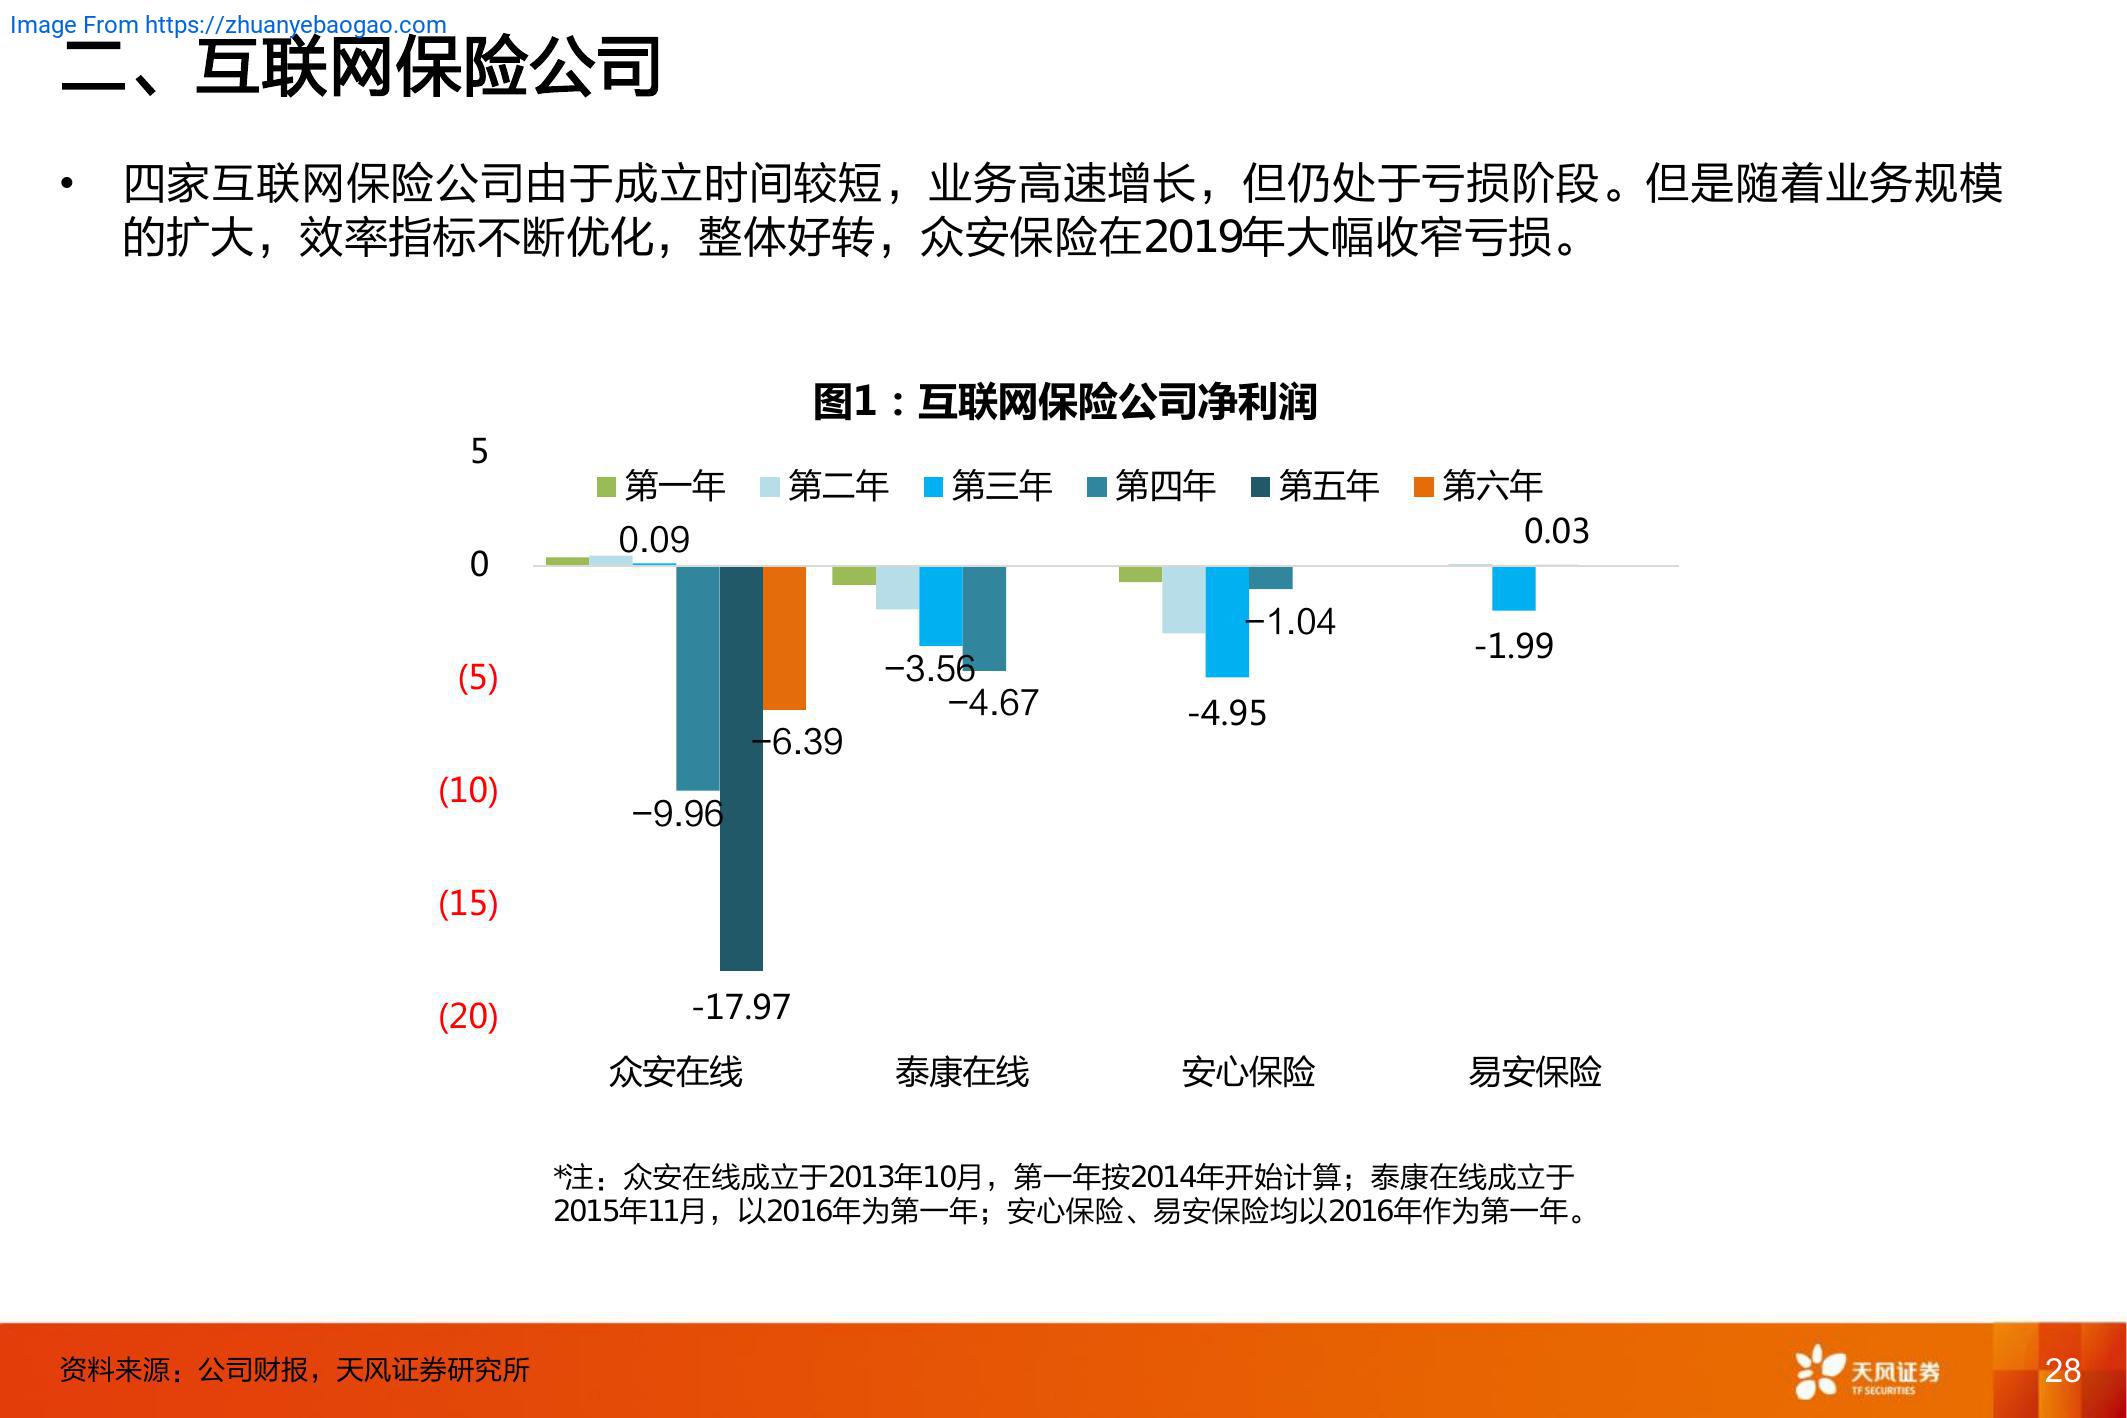 Image From https://zhuanyebaogao.com
二、互联网保险公司
• 四家互联网保险公司由于成立时间较短，业务高速增长，但仍处于亏损阶段。但是随着业务规模
的扩大，效率指标不断优化，整体好转，众安保险在2019年大幅收窄亏损。
图1：互联网保险公司净利润
5
第一年 第二年 第三年 第四年 第五年 第六年
0.09 0.03
0
−1.04
-1.99
(5) −3.56
−4.67 -4.95
−6.39
(10)
−9.96
(15)
-17.97
(20)
众安在线 泰康在线 安心保险 易安保险
*注：众安在线成立于2013年10月，第一年按2014年开始计算；泰康在线成立于
2015年11月，以2016年为第一年；安心保险、易安保险均以2016年作为第一年。
资料来源：公司财报，天风证券研究所
天风证券
TF SECURITIES
28